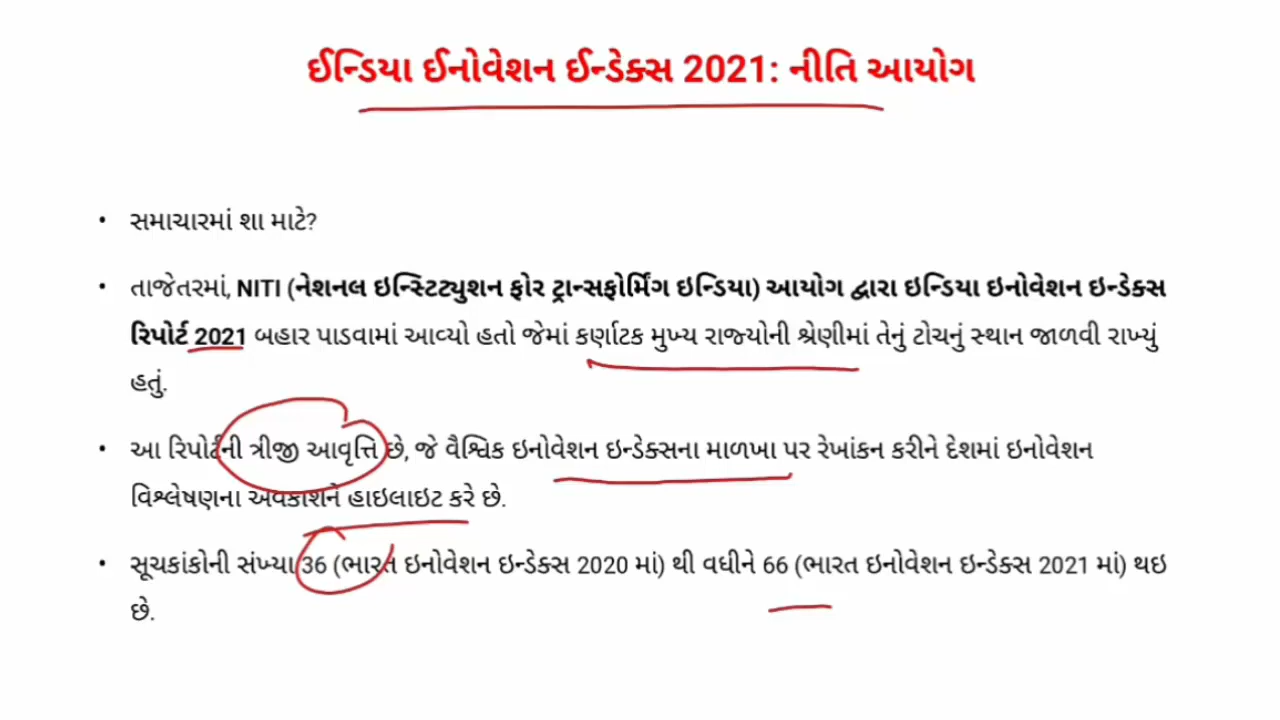 ઈન્ડિયા ઈનોવેશન ઈન્ડેક્સ 2021: નીતિ આયોગ
• સમાચારમાં શા માટે?
• તાજેતરમાં, NITI (નેશનલ ઇન્સ્ટિટ્યુશન ફોર ટ્રાન્સફોર્મિંગ ઇન્ડિયા) આયોગ દ્વારા ઇન્ડિયા ઇનોવેશન ઇન્ડેક્સ
રિપોર્ટ 2021 બહાર પાડવામાં આવ્યો હતો જેમાં કર્ણાટક મુખ્ય રાજ્યોની શ્રેણીમાં તેનું ટોચનું સ્થાન જાળવી રાખ્યું
હતું.
• આ રિપોર્ટની ત્રીજી આવૃત્તિ છે, જે વૈશ્વિક ઇનોવેશન ઇન્ડેક્સના માળખા પર રેખાંકન કરીને દેશમાં ઇનોવેશન
વિશ્લેષણના અવકાશને હાઇલાઇટ કરે છે.
• સૂચકાંકોની સંખ્યા 36 (ભારત ઇનોવેશન ઇન્ડેક્સ 2020 માં) થી વધીને 66 (ભારત ઇનોવેશન ઇન્ડેક્સ 2021 માં) થઇ
છે.